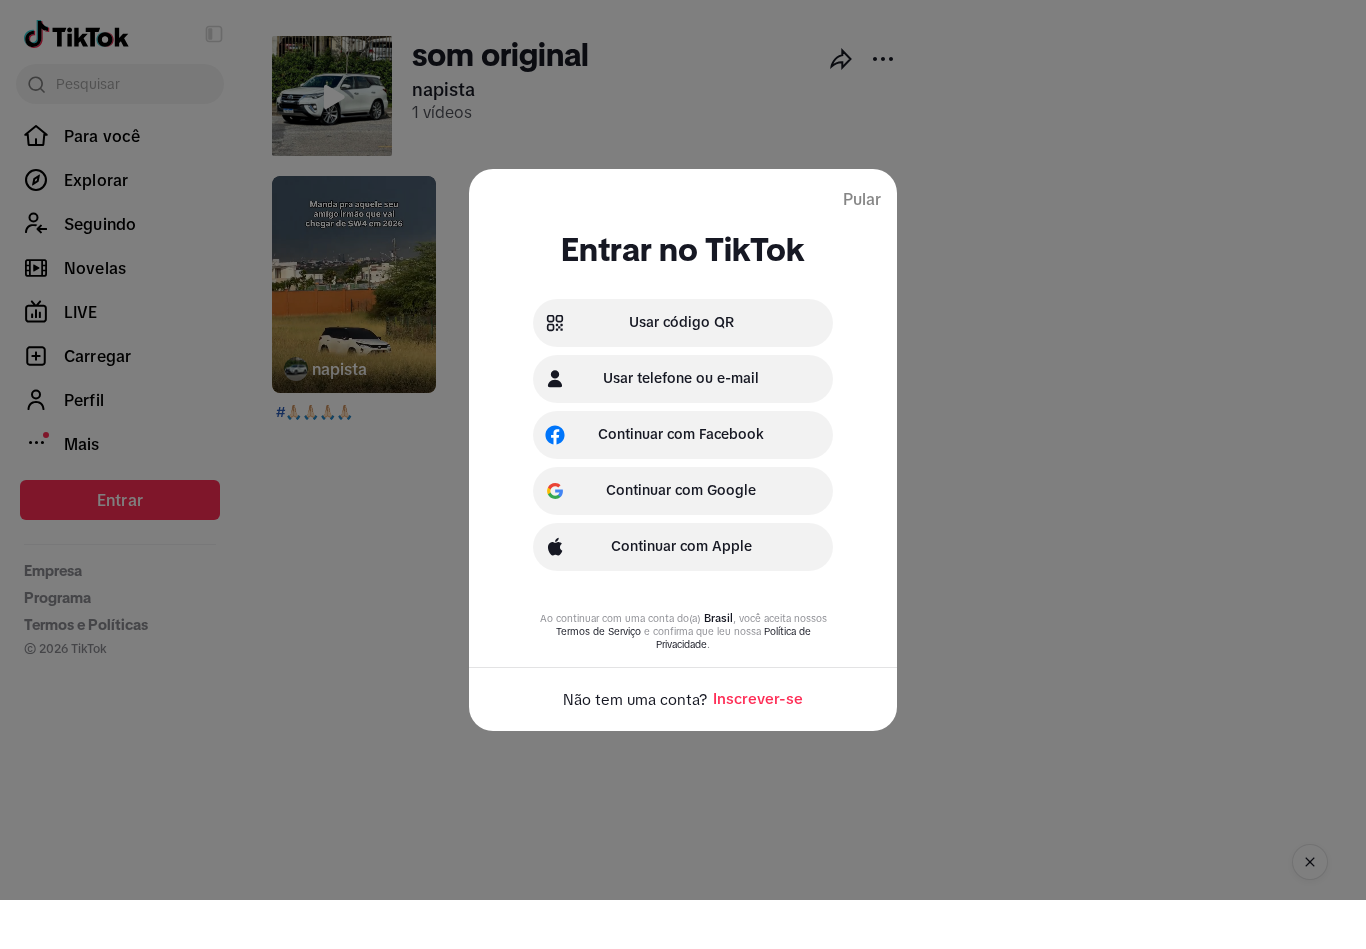 TikTok
Pesquisar
Para você
Explorar
Seguindo
Novelas
LIVE
Carregar
Perfil
Mais
Entrar
Empresa
Programa
Termos e Políticas
© 2026 TikTok
som original
napista
1 vídeos
Manda pra aquele seu
amigo irmão que vai
chegar de SW4 em 2026
napista
#🙏🏼🙏🏼🙏🏼🙏🏼
Pular
Entrar no TikTok
Usar código QR
Usar telefone ou e-mail
Continuar com Facebook
Continuar com Google
Continuar com Apple
Ao continuar com uma conta do(a) Brasil, você aceita nossos
Termos de Serviço e confirma que leu nossa Política de
Privacidade.
Não tem uma conta? Inscrever-se